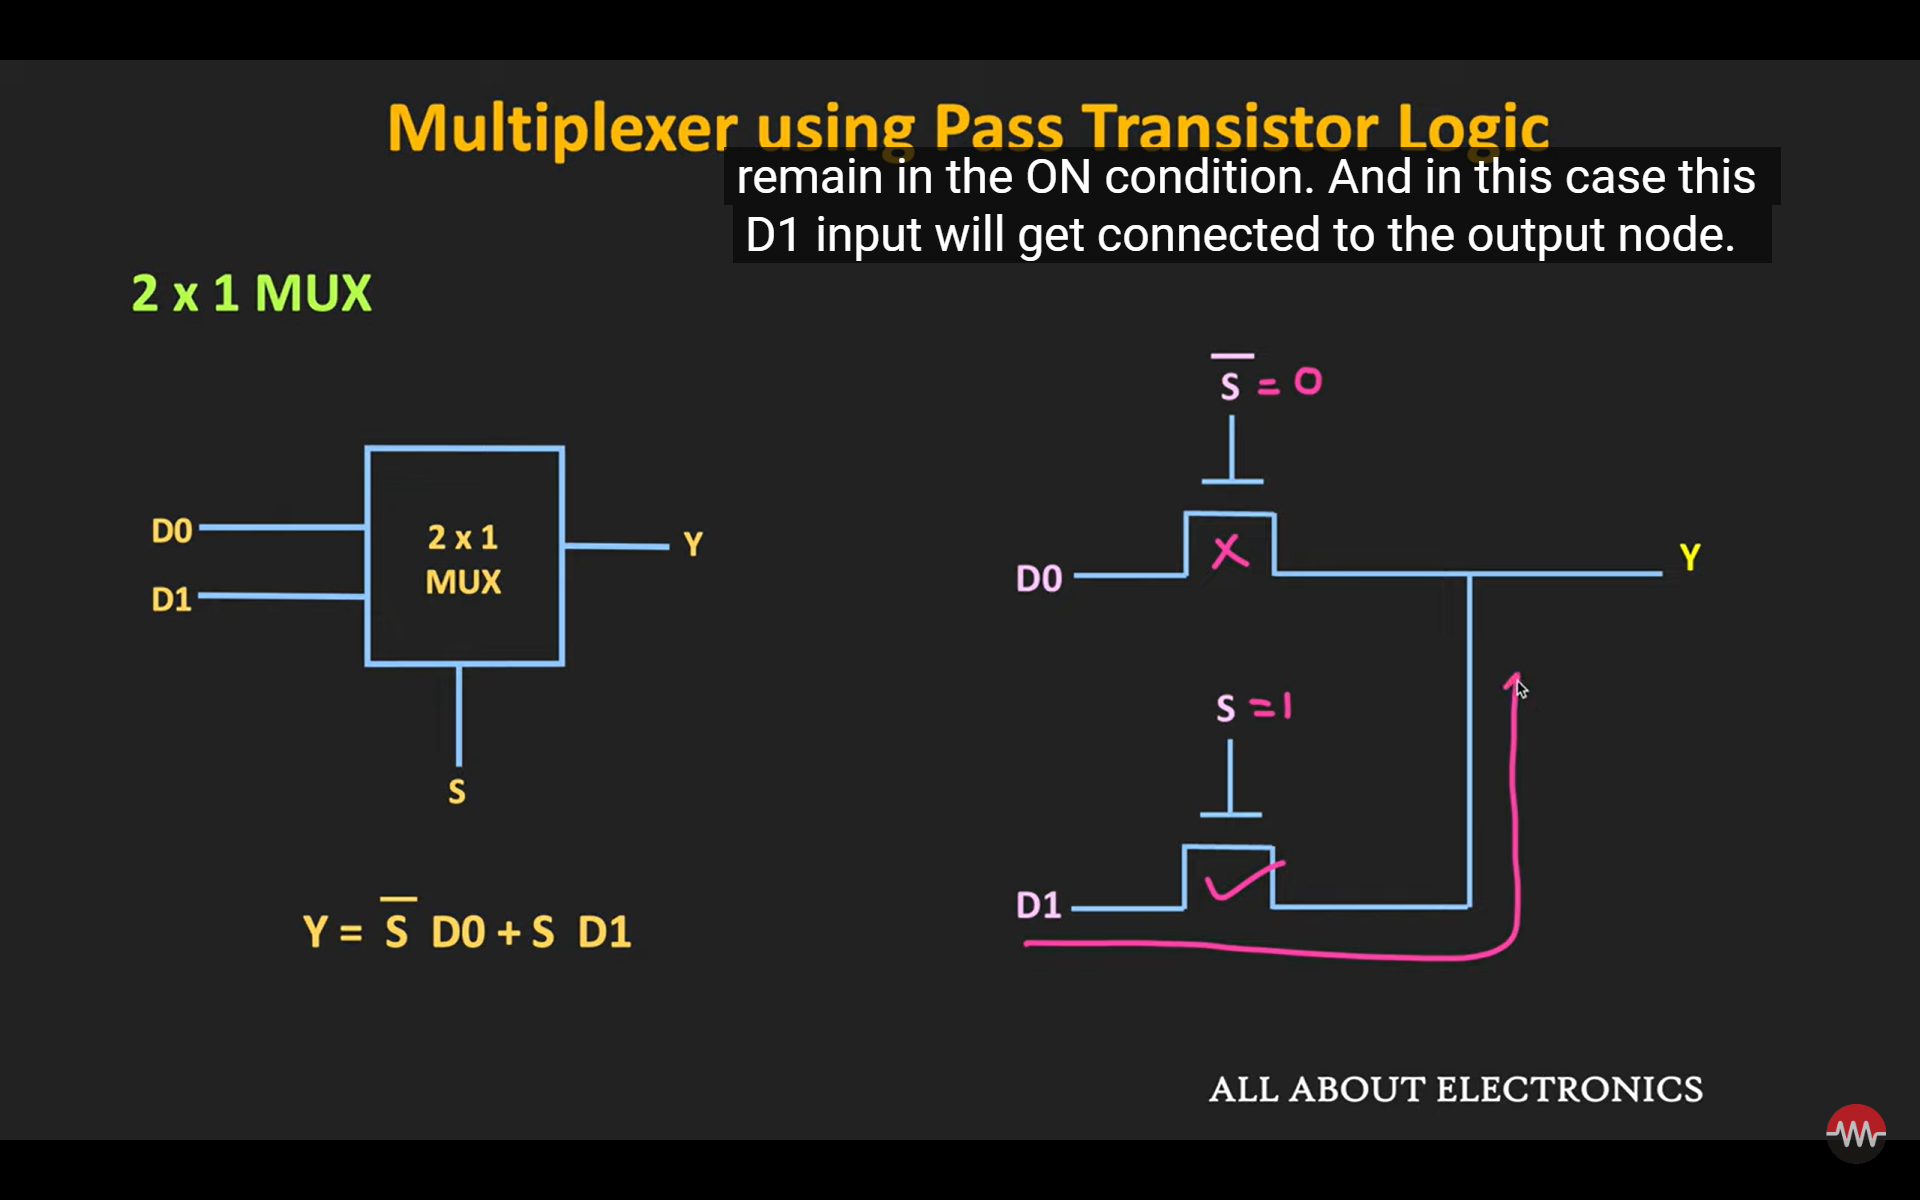 Multiplexer using Pass Transistor Logic
remain in the ON condition. And in this case this
D1 input will get connected to the output node.
2 x 1 MUX
D0
D1
2 x 1
MUX
Y
S
Y = S̅ D0 + S D1
S̅ = 0
D0
Y
S = 1
D1
ALL ABOUT ELECTRONICS